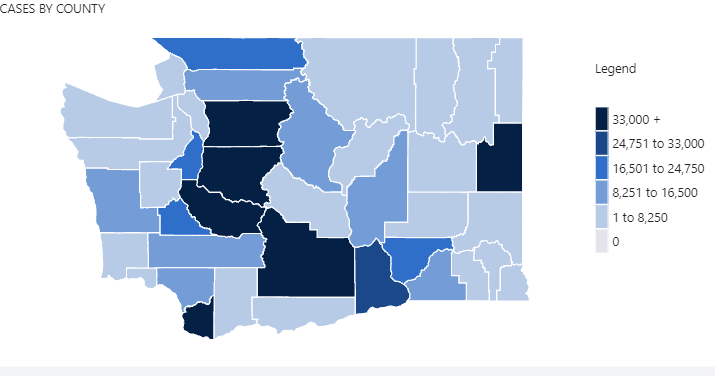 CASES BY COUNTY
Legend
33,000 +
24,751 to 33,000
16,501 to 24,750
8,251 to 16,500
1 to 8,250
0